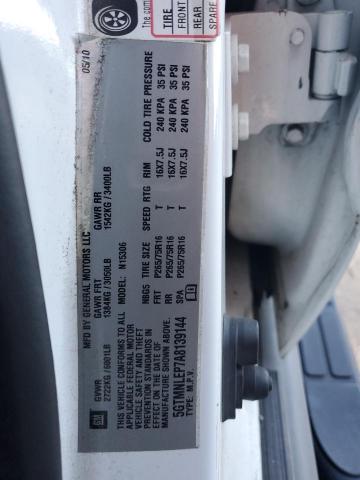 The com
TIRE
FRONT
REAR
SPARE
GM
MFD BY GENERAL MOTORS LLC
05/10
GVWR GAWR FRT GAWR RR
2722KG/6001LB 1384KG/3050LB 1542KG/3400LB
THIS VEHICLE CONFORMS TO ALL
APPLICABLE FEDERAL MOTOR
VEHICLE SAFETY AND THEFT
PREVENTION STANDARDS IN
EFFECT ON THE DATE OF
MANUFACTURE SHOWN ABOVE.
MODEL: N15306
5GTMNLEP7A8139144
TYPE: M.P.V.
NBG5 TIRE SIZE SPEED RTG RIM COLD TIRE PRESSURE
FRT P265/75R16 T 16X7.5J 240 KPA 35 PSI
RR P265/75R16 T 16X7.5J 240 KPA 35 PSI
SPA P265/75R16 T 16X7.5J 240 KPA 35 PSI